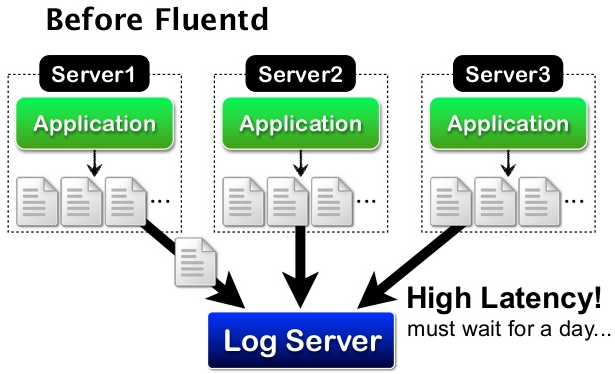 Before Fluentd
Server1
Server2
Server3
Application
Application
Application
...
...
...
High Latency!
must wait for a day...
Log Server